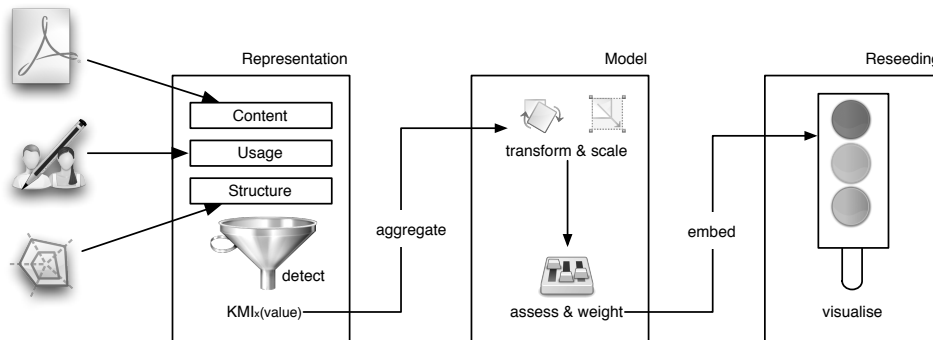 Representation
Content
Usage
Structure
detect
KMIx(value)
aggregate
Model
transform & scale
assess & weight
embed
Reseeding
visualise